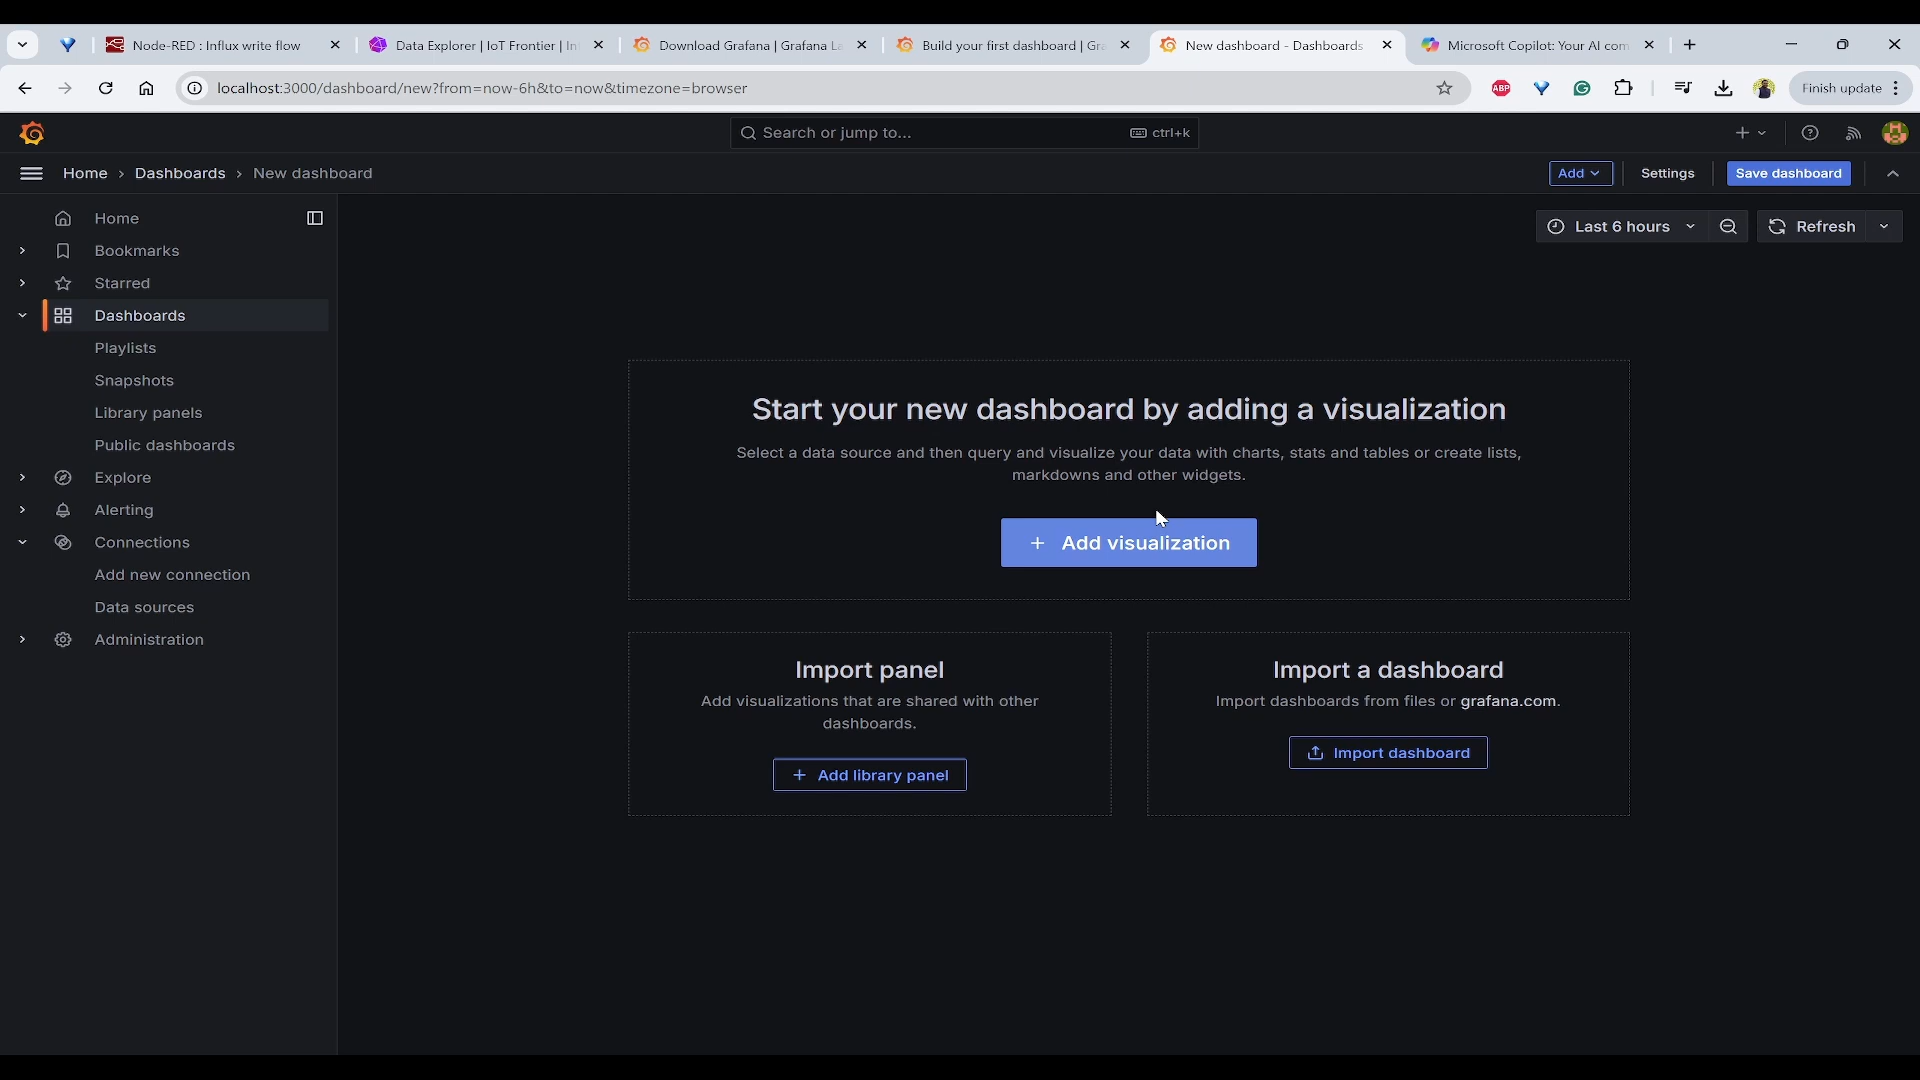 Node-RED : Influx write flow
Data Explorer | IoT Frontier | In
Download Grafana | Grafana La
Build your first dashboard | Gra
New dashboard - Dashboards
Microsoft Copilot: Your AI com
localhost:3000/dashboard/new?from=now-6h&to=now&timezone=browser
ABP
Finish update
Search or jump to...
ctrl+k
Home › Dashboards › New dashboard
Add
Settings
Save dashboard
Last 6 hours
Refresh
Home
Bookmarks
Starred
Dashboards
Playlists
Snapshots
Library panels
Public dashboards
Explore
Alerting
Connections
Add new connection
Data sources
Administration
Start your new dashboard by adding a visualization
Select a data source and then query and visualize your data with charts, stats and tables or create lists,
markdowns and other widgets.
+ Add visualization
Import panel
Add visualizations that are shared with other
dashboards.
+ Add library panel
Import a dashboard
Import dashboards from files or grafana.com.
Import dashboard